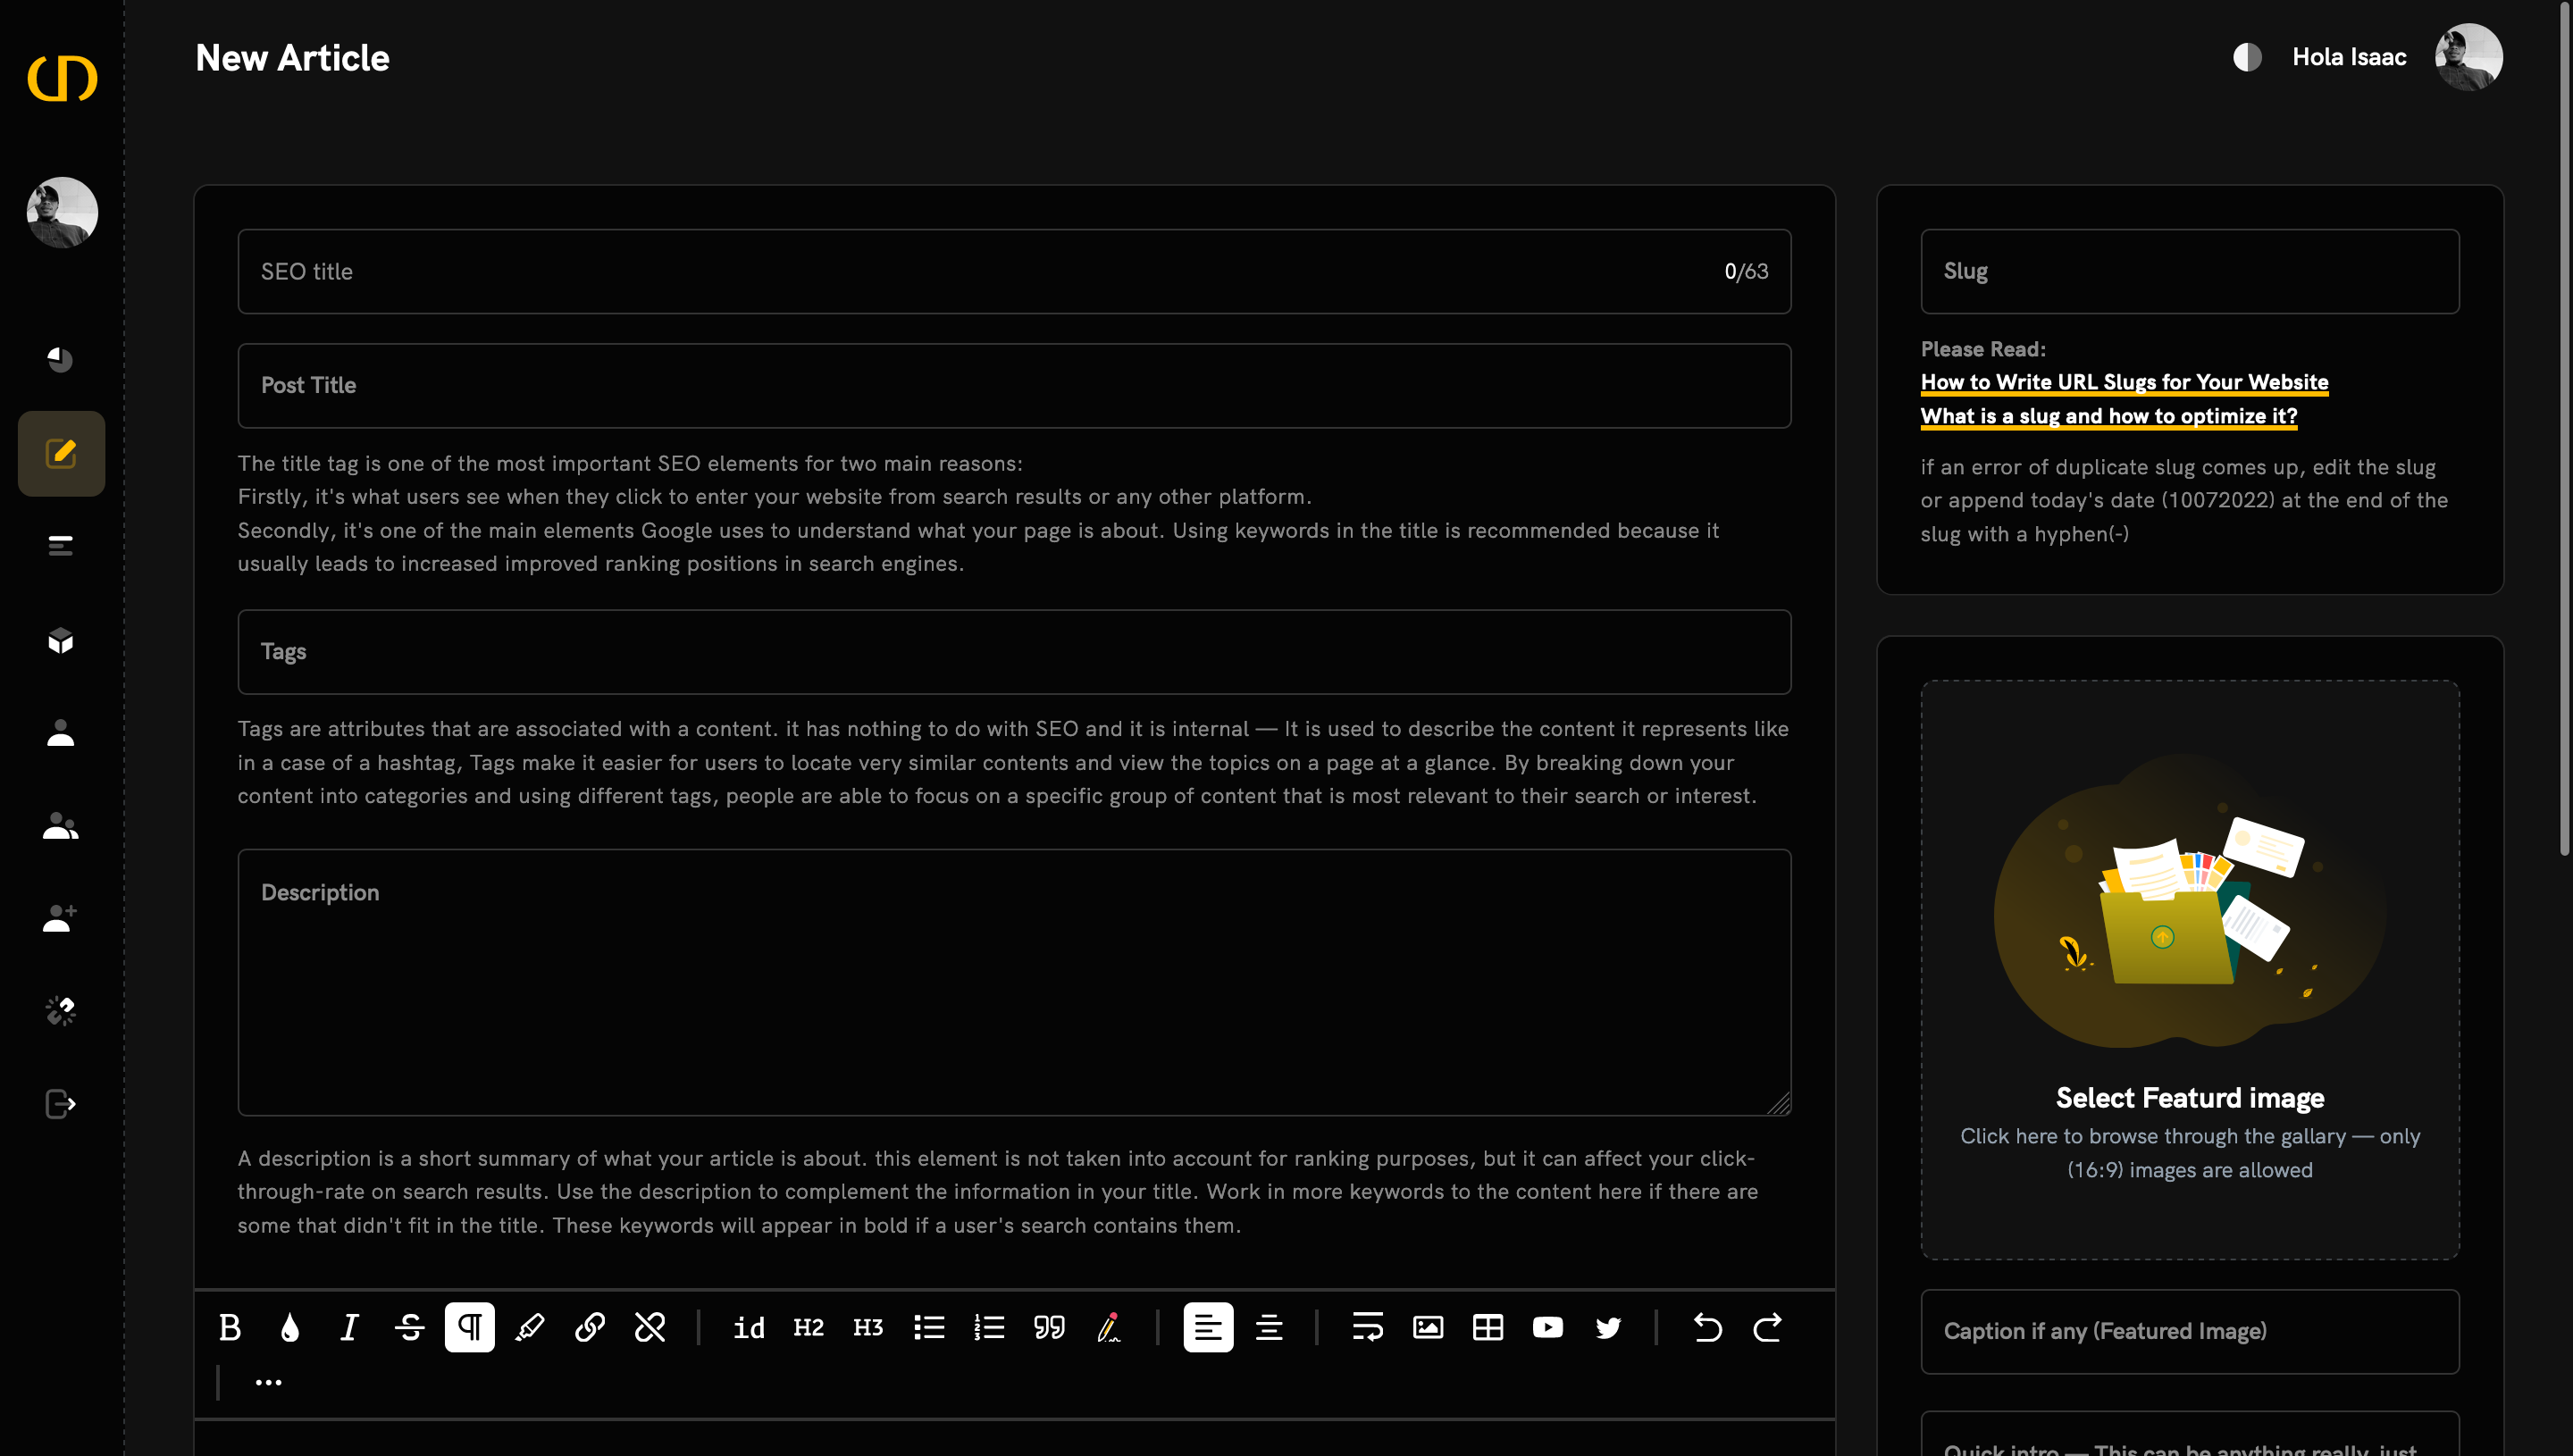 New Article
Hola Isaac
SEO title
0/63
Post Title
The title tag is one of the most important SEO elements for two main reasons:
Firstly, it's what users see when they click to enter your website from search results or any other platform.
Secondly, it's one of the main elements Google uses to understand what your page is about. Using keywords in the title is recommended because it
usually leads to increased improved ranking positions in search engines.
Tags
Tags are attributes that are associated with a content. it has nothing to do with SEO and it is internal — It is used to describe the content it represents like
in a case of a hashtag, Tags make it easier for users to locate very similar contents and view the topics on a page at a glance. By breaking down your
content into categories and using different tags, people are able to focus on a specific group of content that is most relevant to their search or interest.
Description
A description is a short summary of what your article is about. this element is not taken into account for ranking purposes, but it can affect your click-
through-rate on search results. Use the description to complement the information in your title. Work in more keywords to the content here if there are
some that didn't fit in the title. These keywords will appear in bold if a user's search contains them.
B I S id H2 H3
Slug
Please Read:
How to Write URL Slugs for Your Website
What is a slug and how to optimize it?
if an error of duplicate slug comes up, edit the slug
or append today's date (10072022) at the end of the
slug with a hyphen(-)
Select Featurd image
Click here to browse through the gallary — only
(16:9) images are allowed
Caption if any (Featured Image)
Quick intro — This can be anything really, just